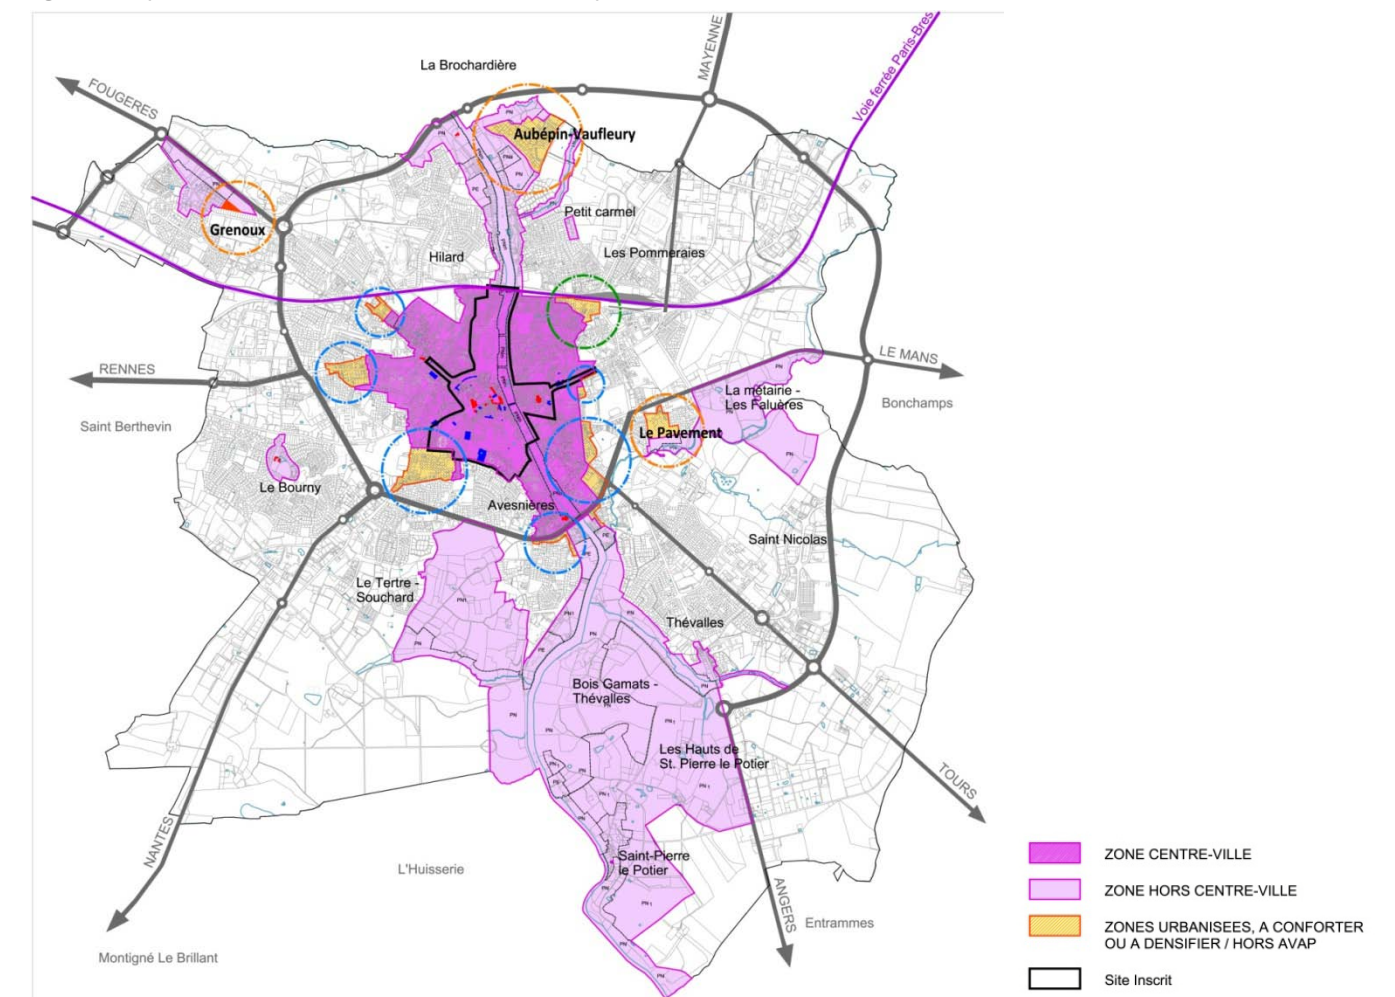 La Brochardière
MAYENNE
Voie ferrée Paris-Bres
FOUGERES
Aubépin-Vaufleury
Petit carmel
Grenoux
Hilard
Les Pommeraies
RENNES
LE MANS
La métairie -
Les Faluères
Bonchamps
Saint Berthevin
Le Pavement
Le Bourny
Avesnières
Saint Nicolas
Le Tertre -
Souchard
Thévalles
Bois Gamats -
Thévalles
Les Hauts de
St. Pierre le Potier
TOURS
NANTES
Saint-Pierre
le Potier
L'Huisserie
ANGERS
Entrammes
Montigné Le Brillant
ZONE CENTRE-VILLE
ZONE HORS CENTRE-VILLE
ZONES URBANISEES, A CONFORTER
OU A DENSIFIER / HORS AVAP
Site Inscrit